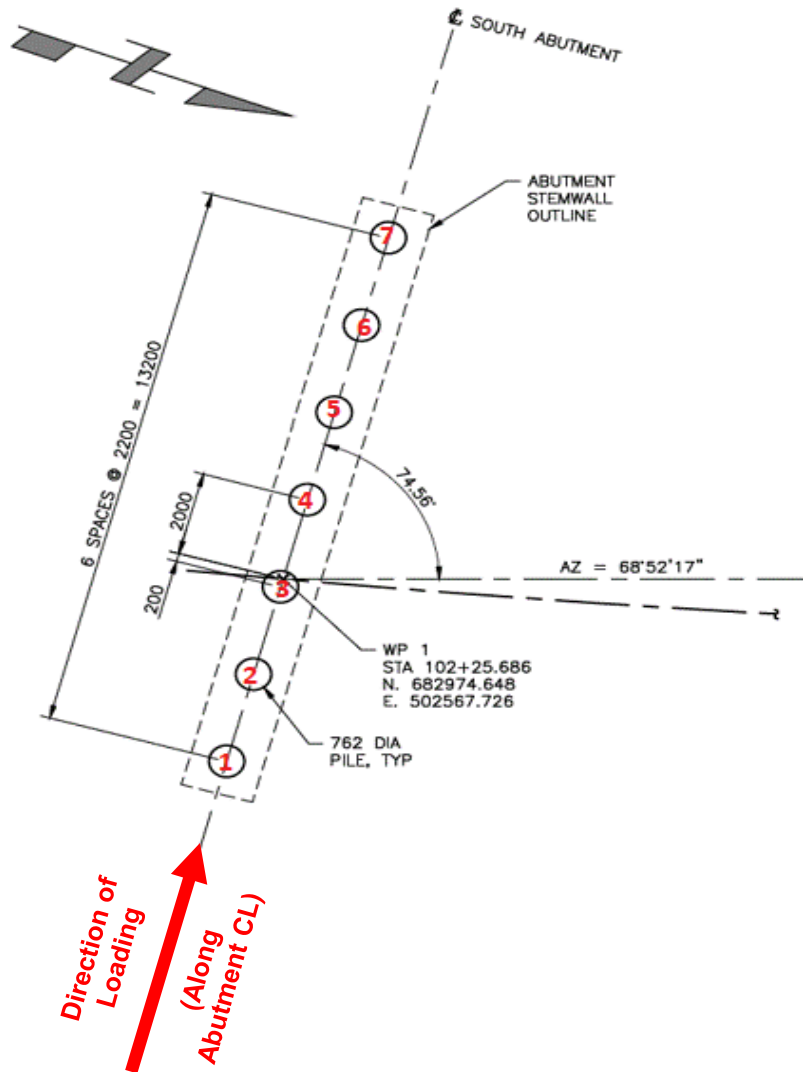 ℄ SOUTH ABUTMENT
ABUTMENT
STEMWALL
OUTLINE
7
6
5
4
3
2
1
6 SPACES @ 2200 = 13200
2000
200
74.56°
AZ = 68°52'17"
WP 1
STA 102+25.686
N. 682974.648
E. 502567.726
762 DIA
PILE, TYP
Direction of
Loading
(Along
Abutment CL)